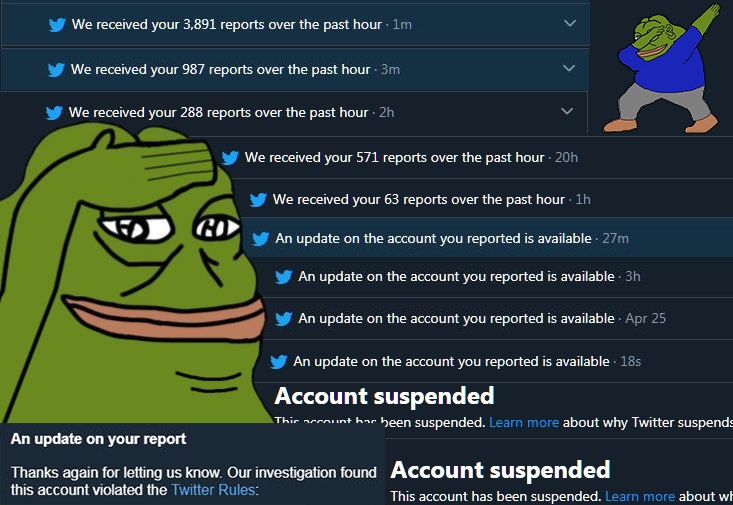 We received your 3,891 reports over the past hour · 1m
We received your 987 reports over the past hour · 3m
We received your 288 reports over the past hour · 2h
We received your 571 reports over the past hour · 20h
We received your 63 reports over the past hour · 1h
An update on the account you reported is available · 27m
An update on the account you reported is available · 3h
An update on the account you reported is available · Apr 25
An update on the account you reported is available · 18s
Account suspended
This account has been suspended. Learn more about why Twitter suspends
An update on your report
Thanks again for letting us know. Our investigation found
this account violated the Twitter Rules:
Account suspended
This account has been suspended. Learn more about wh